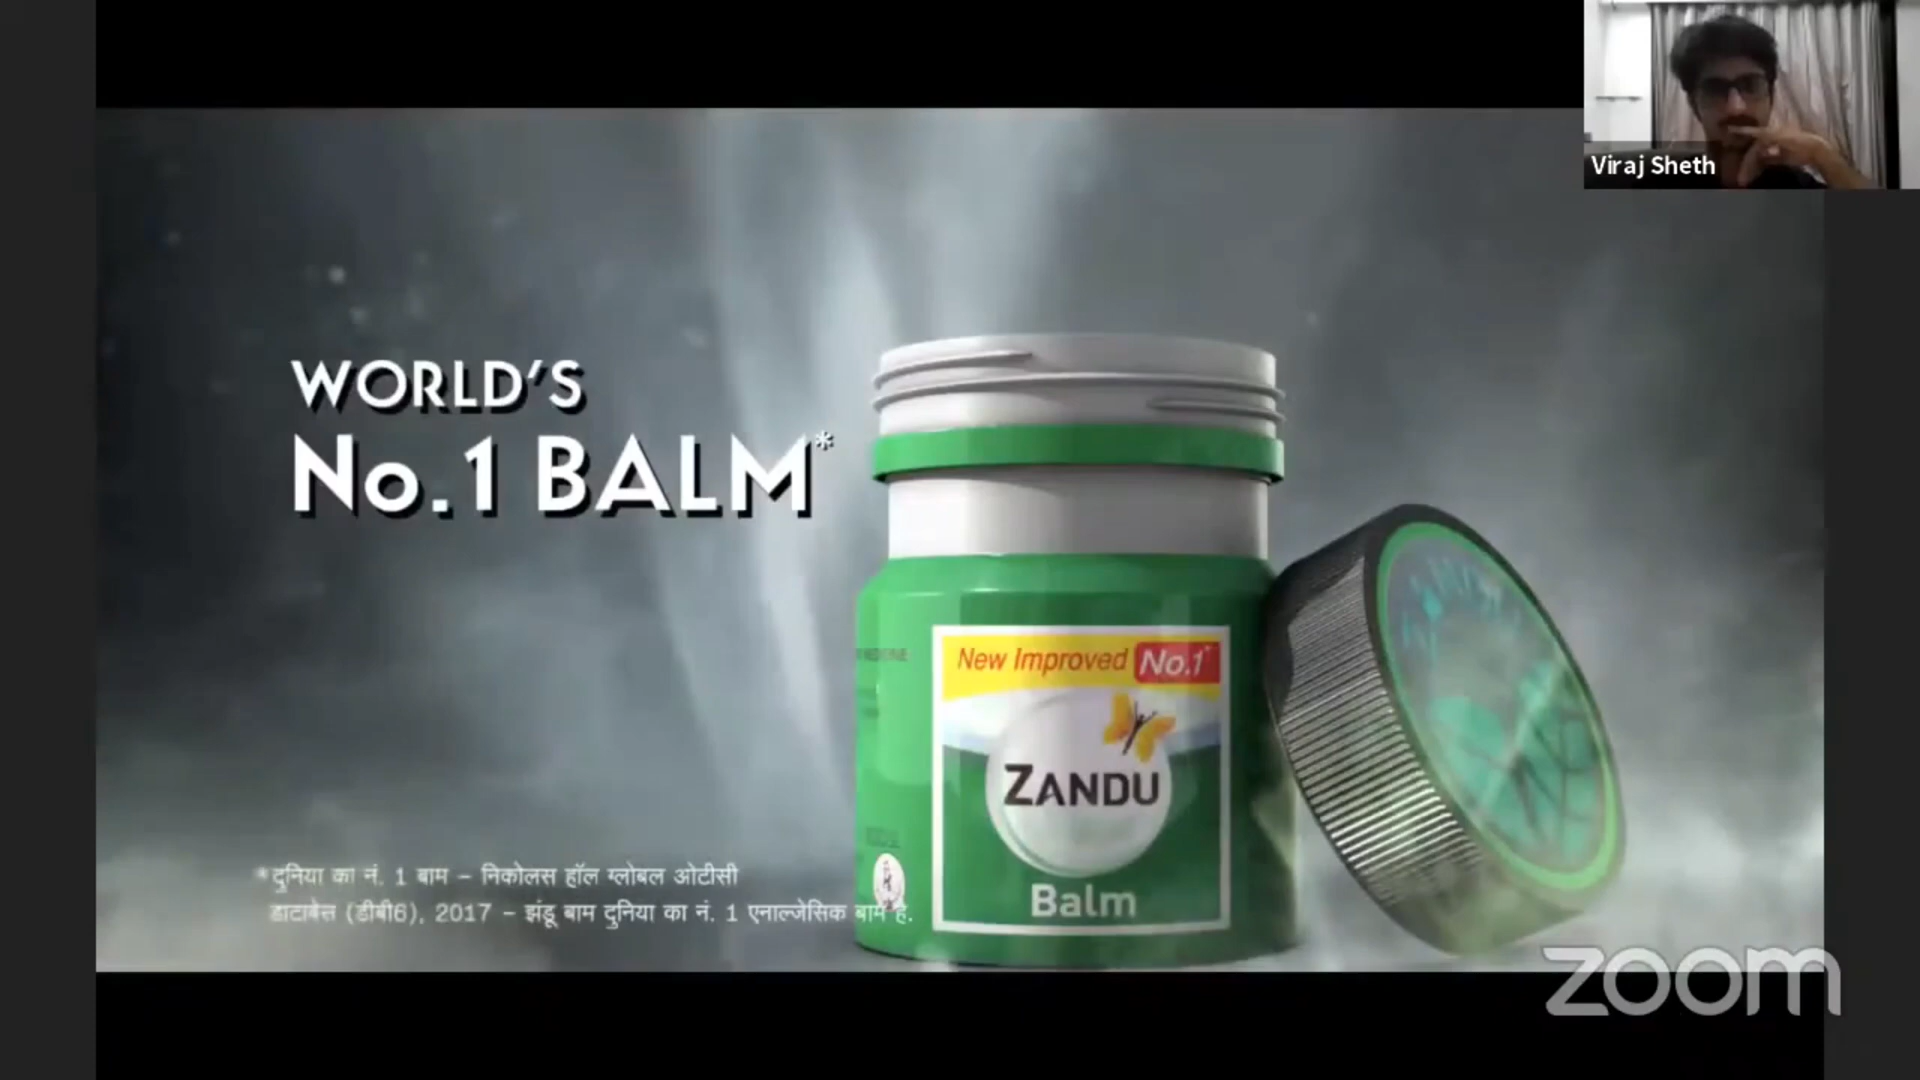 Viraj Sheth
WORLD'S
No.1 BALM*
New Improved No.1*
ZANDU
Balm
*दुनिया का नं. 1 बाम – निकोलस हॉल ग्लोबल ओटीसी
डाटाबेस (डीबी6), 2017 – झंडू बाम दुनिया का नं. 1 एनाल्जेसिक बाम है.
zoom